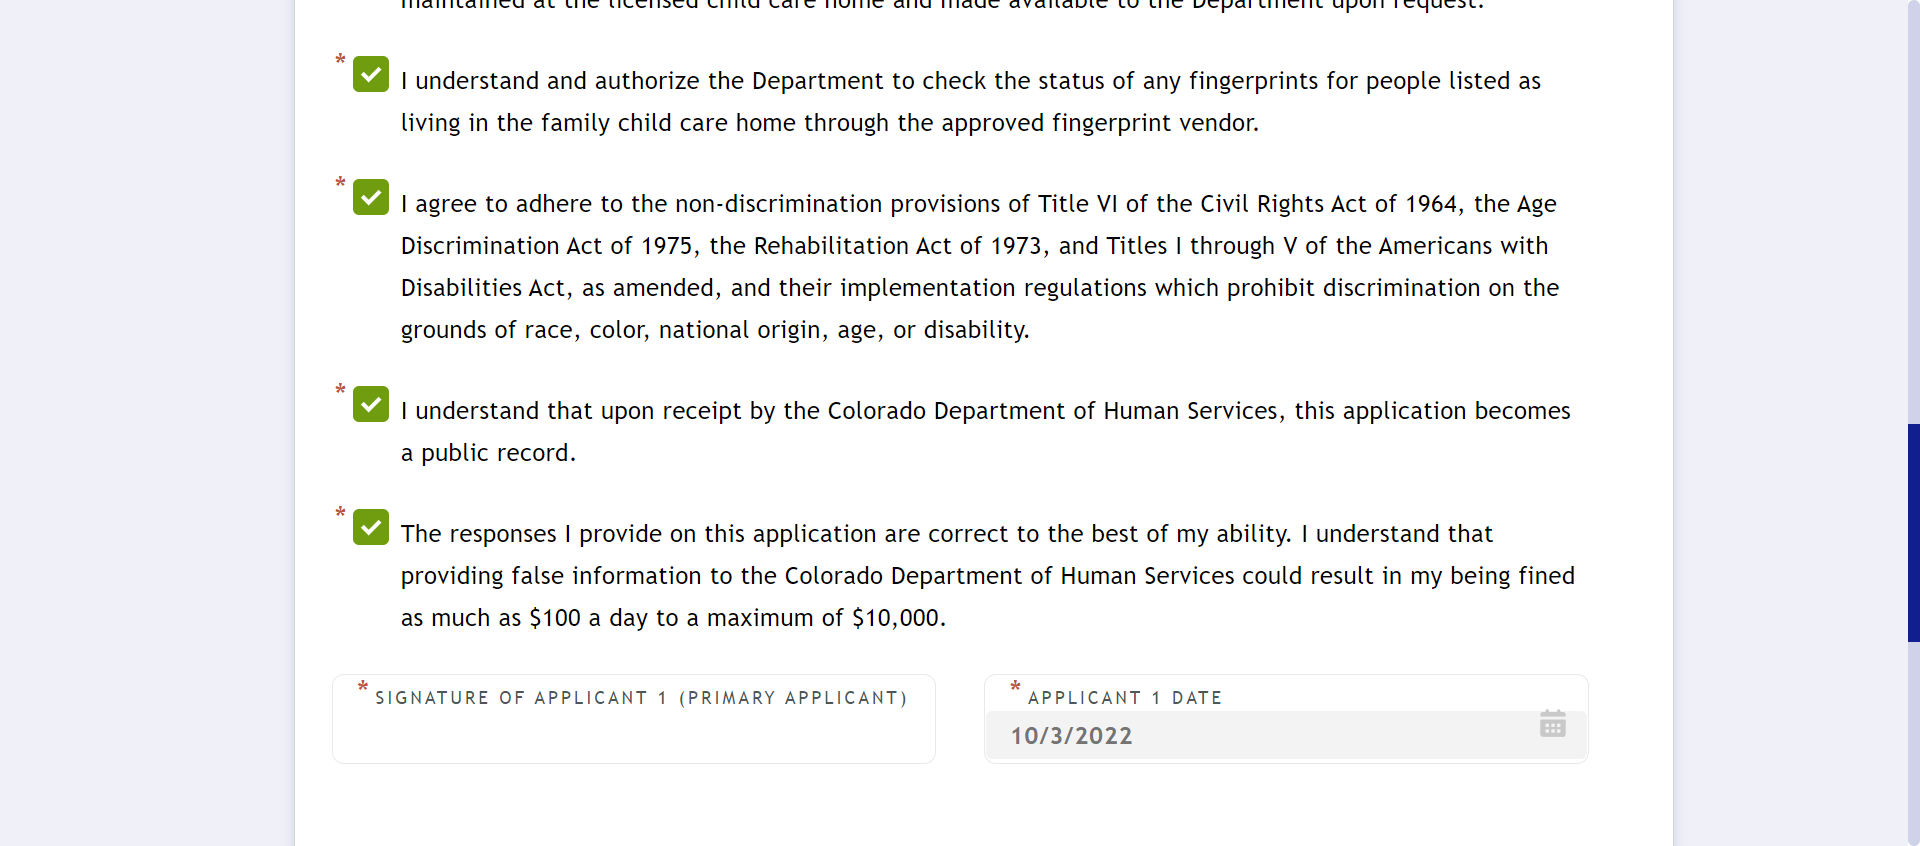 maintained at the licensed child care home and made available to the Department upon request.
* I understand and authorize the Department to check the status of any fingerprints for people listed as
living in the family child care home through the approved fingerprint vendor.
* I agree to adhere to the non-discrimination provisions of Title VI of the Civil Rights Act of 1964, the Age
Discrimination Act of 1975, the Rehabilitation Act of 1973, and Titles I through V of the Americans with
Disabilities Act, as amended, and their implementation regulations which prohibit discrimination on the
grounds of race, color, national origin, age, or disability.
* I understand that upon receipt by the Colorado Department of Human Services, this application becomes
a public record.
* The responses I provide on this application are correct to the best of my ability. I understand that
providing false information to the Colorado Department of Human Services could result in my being fined
as much as $100 a day to a maximum of $10,000.
* SIGNATURE OF APPLICANT 1 (PRIMARY APPLICANT)
* APPLICANT 1 DATE
10/3/2022